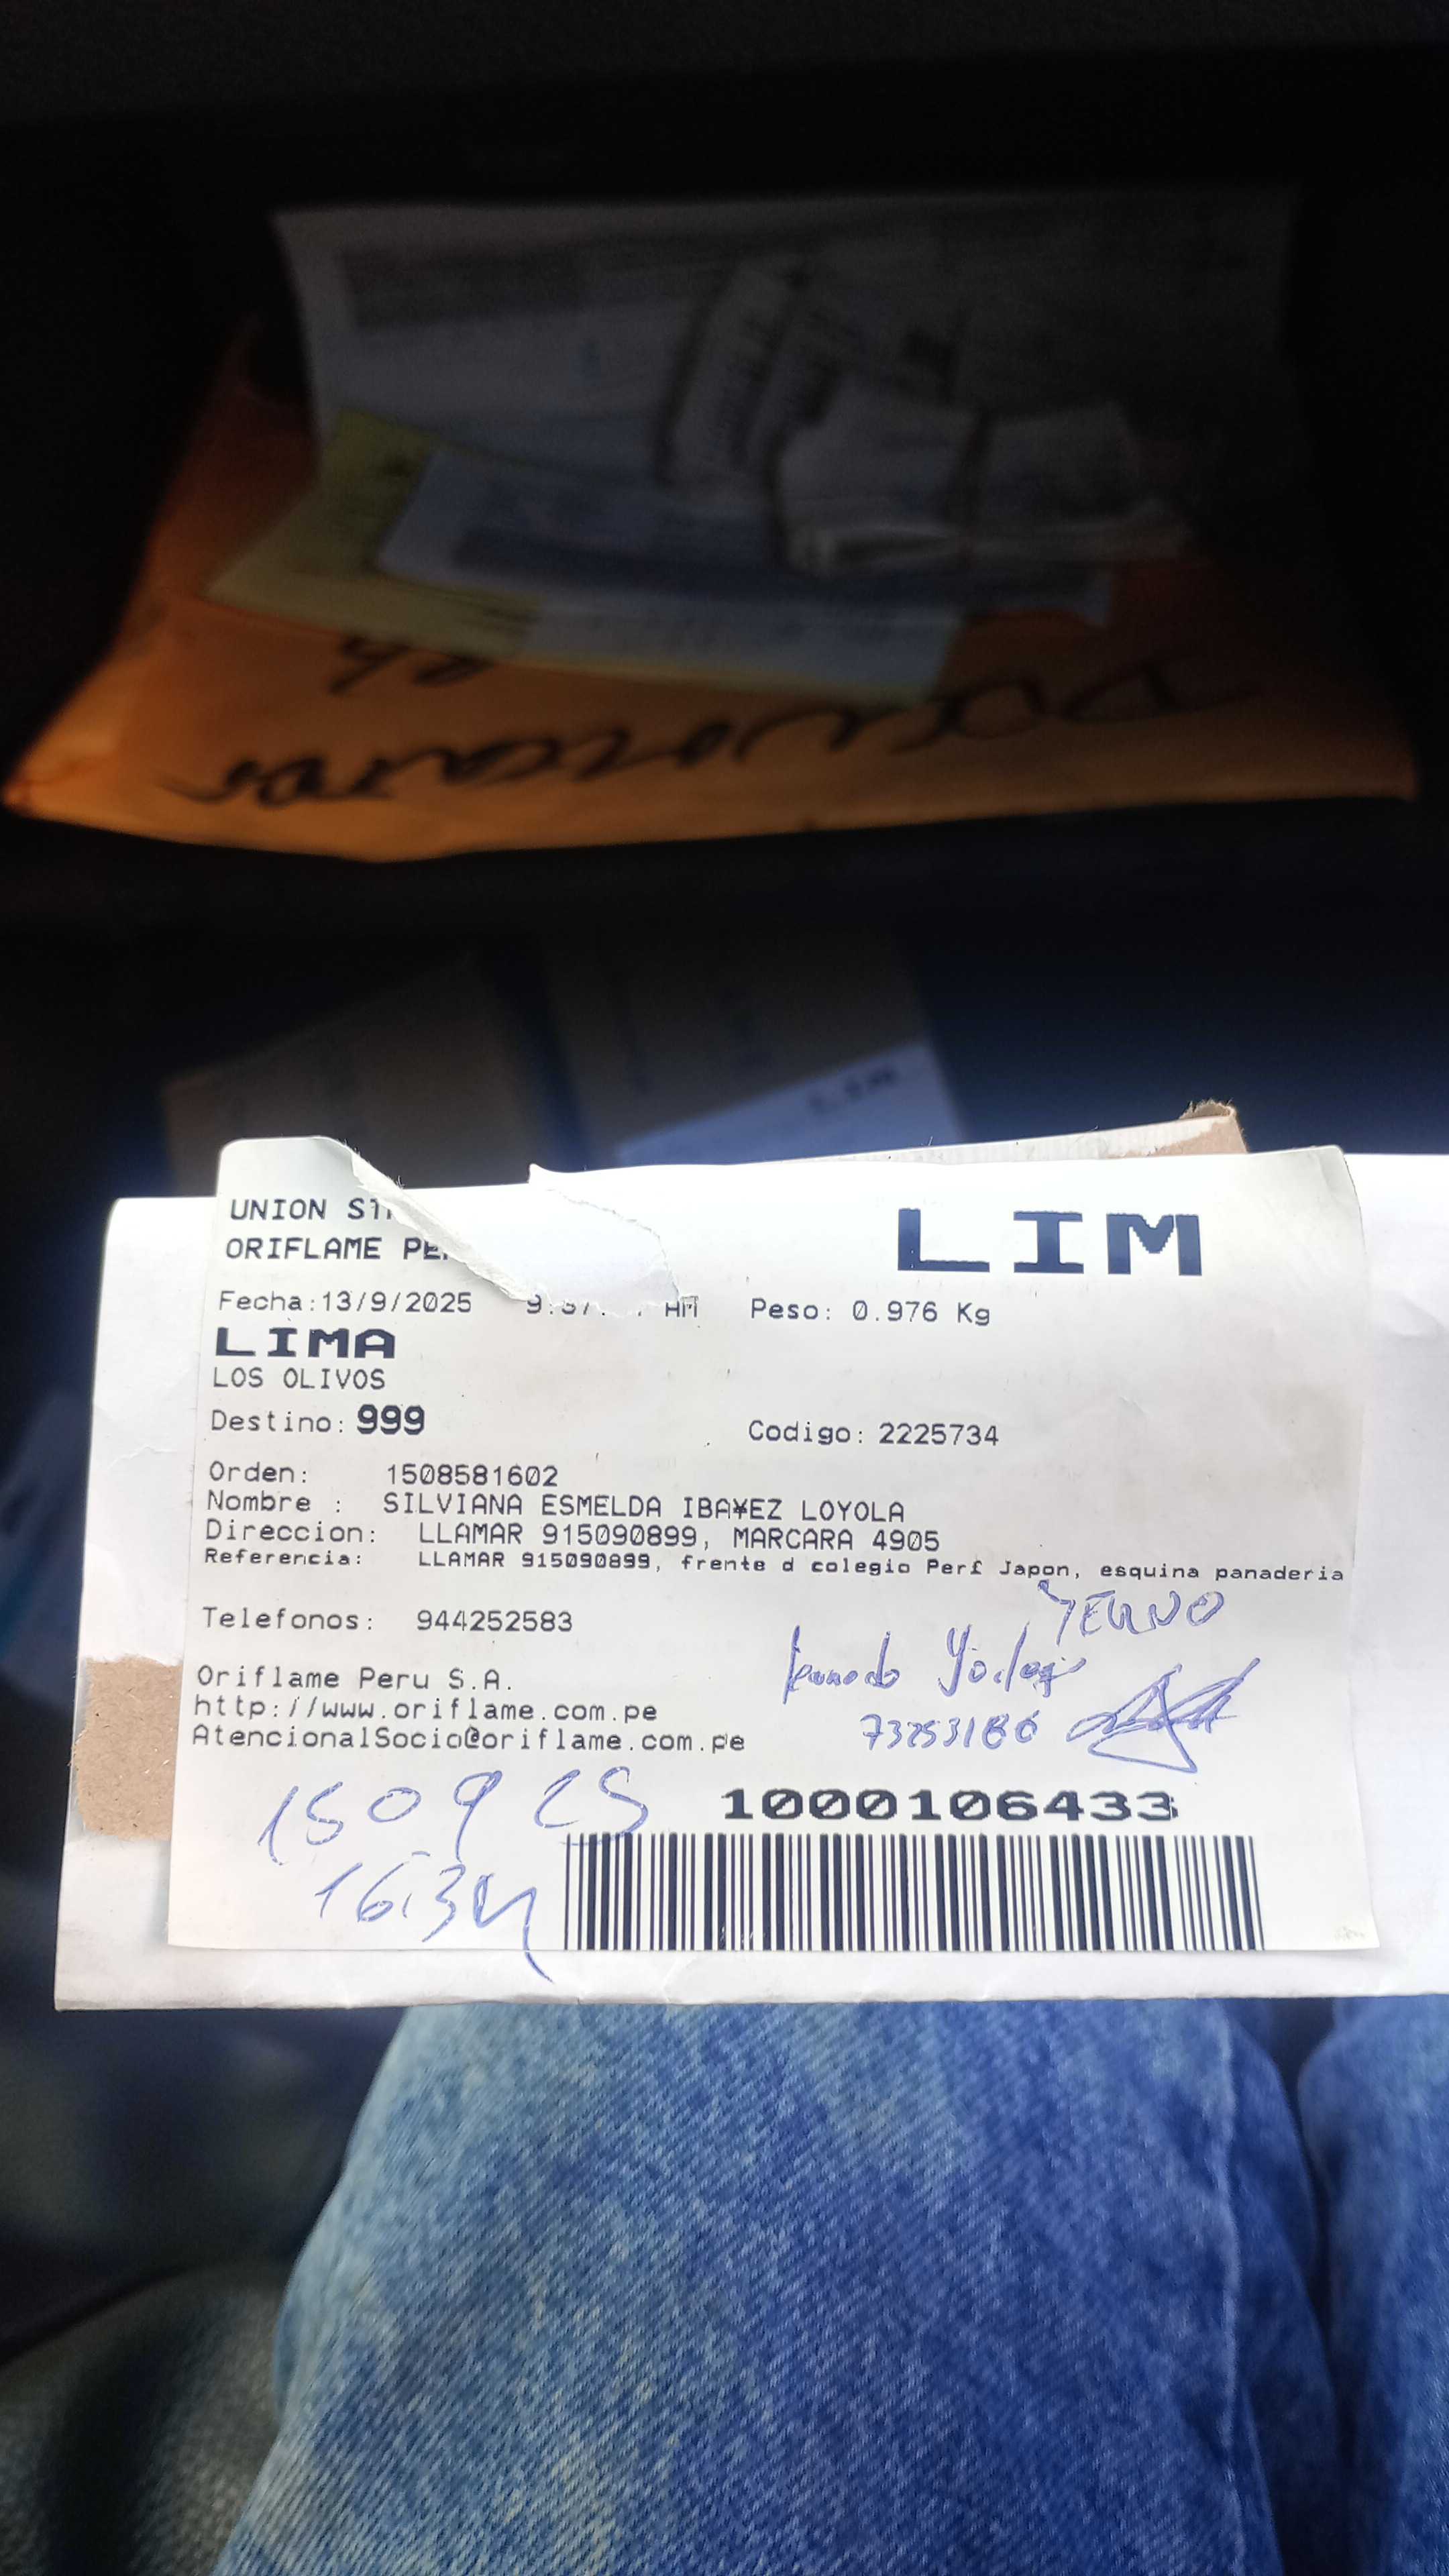 UNION ST
ORIFLAME PE
LIM
Fecha:13/9/2025 AM Peso: 0.976 Kg
LIMA
LOS OLIVOS
Destino: 999 Codigo: 2225734
Orden: 1508581602
Nombre : SILVIANA ESMELDA IBA¥EZ LOYOLA
Direccion: LLAMAR 915090899, MARCARA 4905
Referencia: LLAMAR 915090899, frente d colegio Perf Japon, esquina panaderia
YERNO
Telefonos: 944252583
Oriflame Peru S.A.
http://www.oriflame.com.pe
AtencionalSocio@oriflame.com.pe
15 09 25
1000106433
LIM